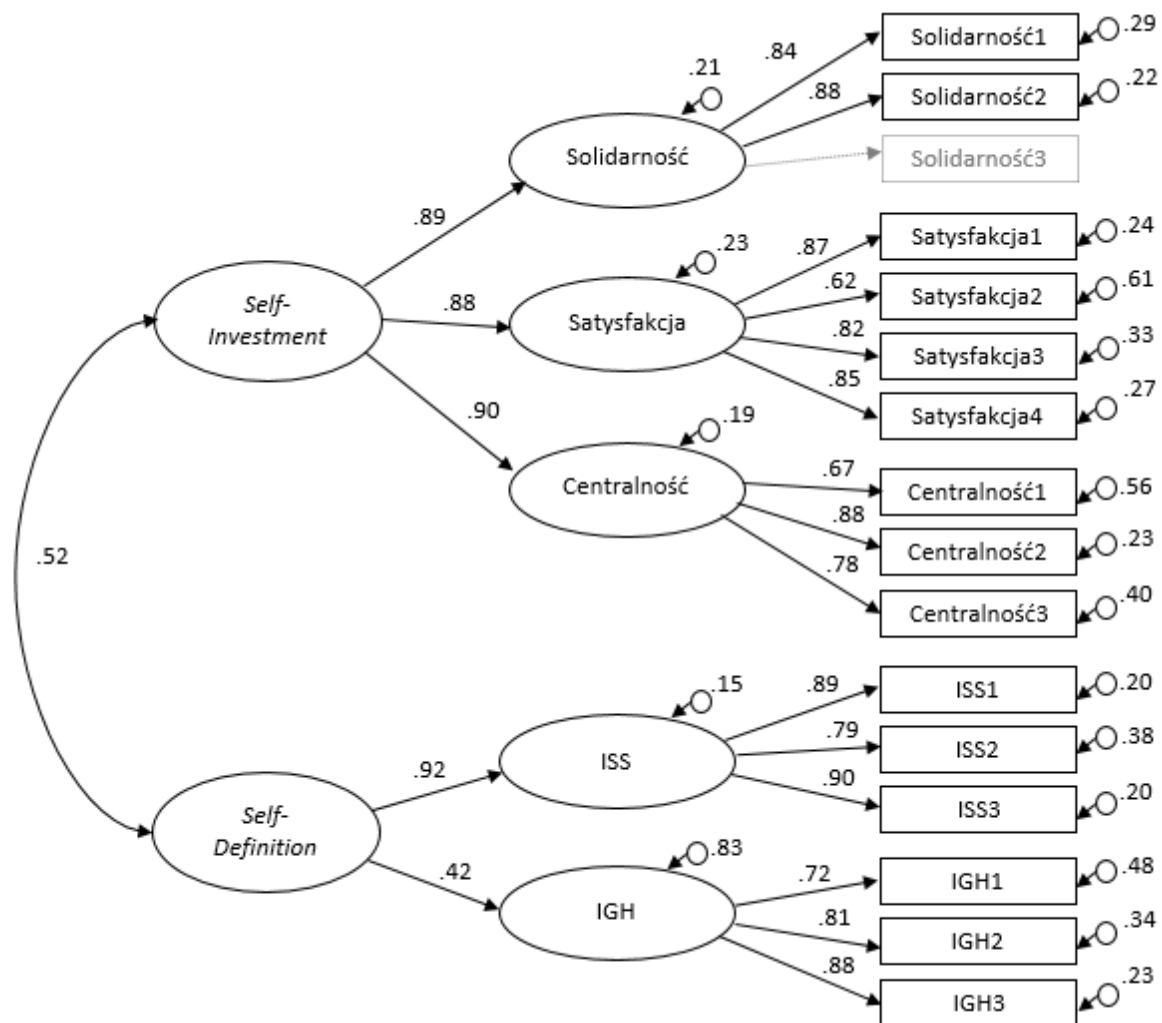 .29
Solidarność1
.84
.21
.22
.88
Solidarność2
Solidarność
Solidarność3
.89
.24
Satysfakcja1
.87
.23
.61
.62
Satysfakcja2
Self-
Investment
.88
Satysfakcja
.82
.33
Satysfakcja3
.85
.27
Satysfakcja4
.90
.19
.67
.56
Centralność1
Centralność
.88
.23
Centralność2
.52
.78
.40
Centralność3
.15
.89
.20
ISS1
.79
.38
ISS2
ISS
.92
.90
.20
ISS3
Self-
Definition
.83
.72
.48
IGH1
.42
.81
.34
IGH2
IGH
.88
.23
IGH3